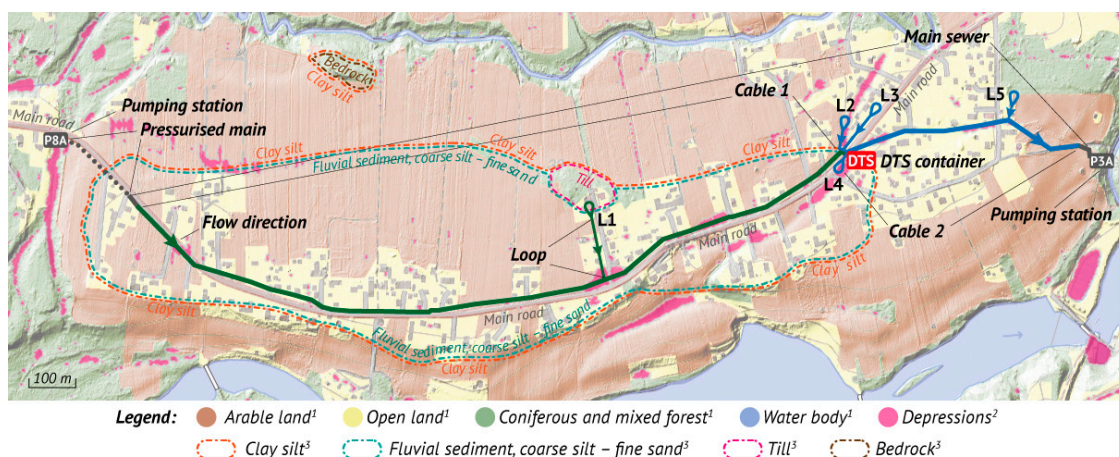 Main sewer
Bedrock
Clay silt
Cable 1
L2
L3
Main road
L5
Pumping station
Pressurised main
Main road
P8A
Clay silt
Fluvial sediment, coarse silt – fine sand
Clay silt
Till
Clay silt
DTS
DTS container
P3A
L4
L1
Flow direction
Loop
Main road
Clay silt
Cable 2
Pumping station
Clay silt
Main road
Fluvial sediment, coarse silt – fine sand
Clay silt
100 m
Legend: Arable land¹ Open land¹ Coniferous and mixed forest¹ Water body¹ Depressions²
Clay silt³ Fluvial sediment, coarse silt – fine sand³ Till³ Bedrock³